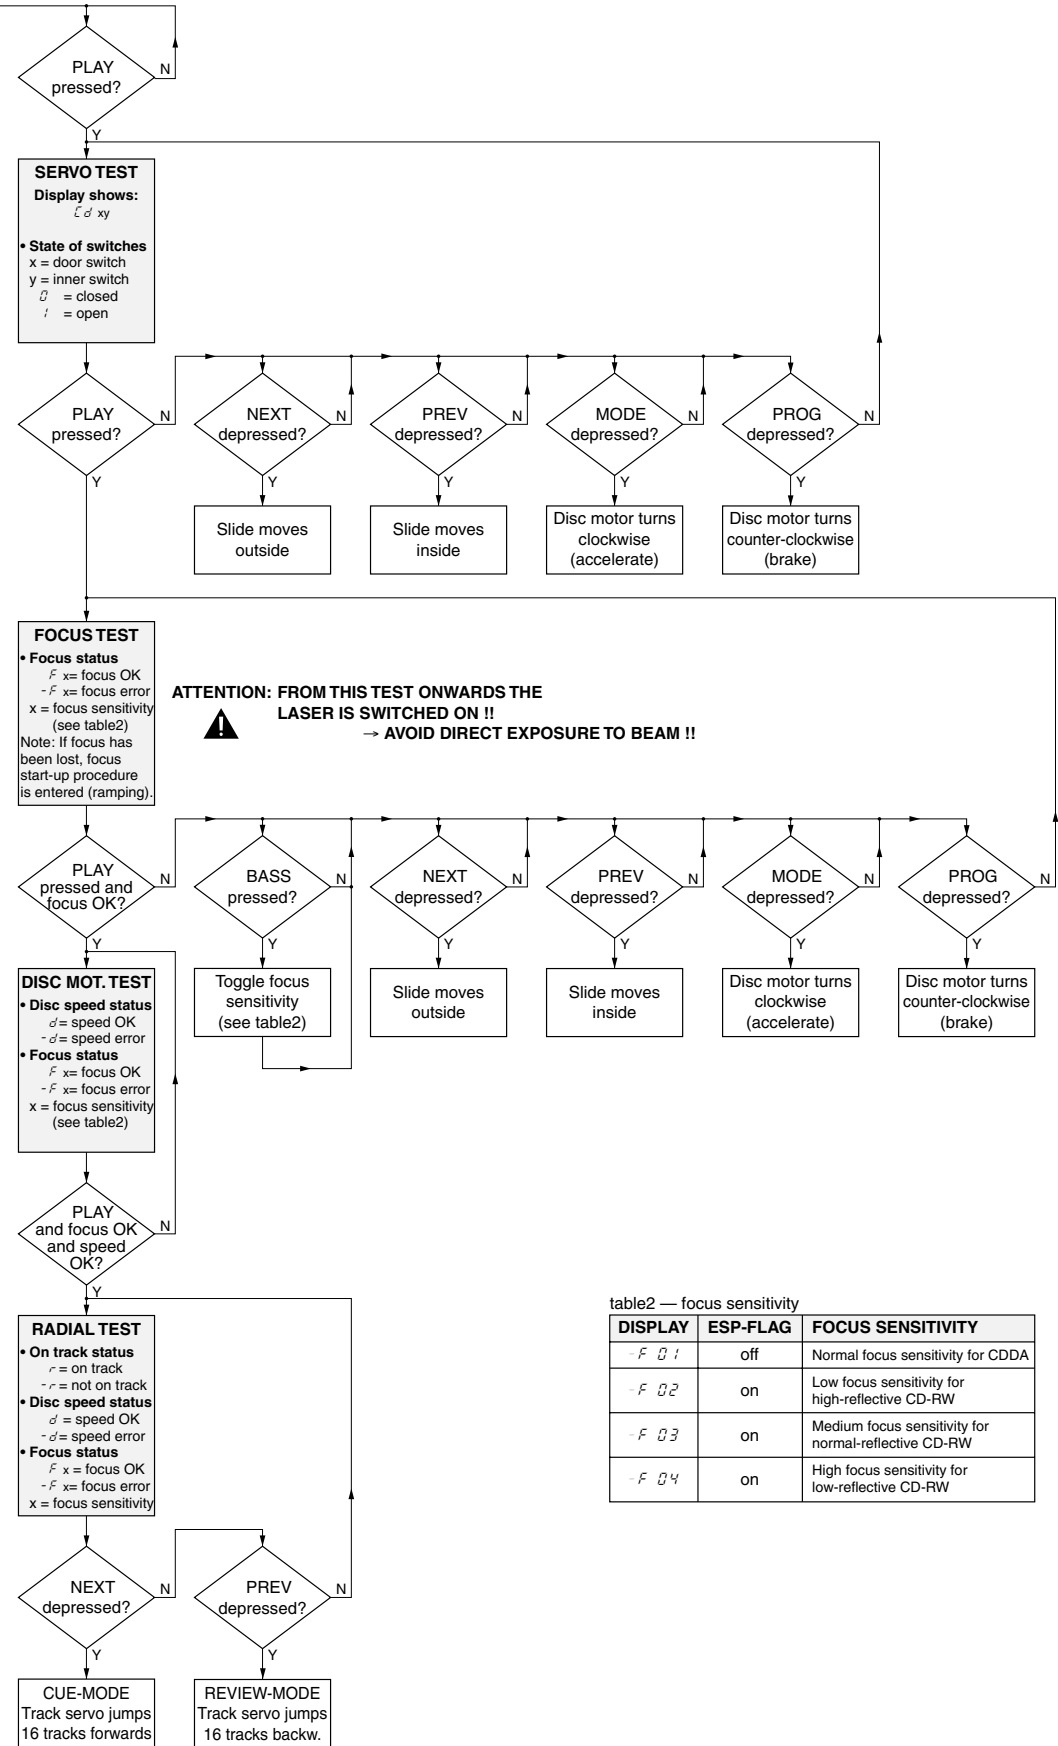 PLAY
pressed?
N
Y
SERVO TEST
Display shows:
Cd xy
• State of switches
x = door switch
y = inner switch
0 = closed
1 = open
PLAY
pressed?
N
Y
NEXT
depressed?
N
Y
PREV
depressed?
N
Y
MODE
depressed?
N
Y
PROG
depressed?
N
Y
Slide moves
outside
Slide moves
inside
Disc motor turns
clockwise
(accelerate)
Disc motor turns
counter-clockwise
(brake)
FOCUS TEST
• Focus status
F x= focus OK
-F x= focus error
x = focus sensitivity
(see table2)
Note: If focus has
been lost, focus
start-up procedure
is entered (ramping).
ATTENTION: FROM THIS TEST ONWARDS THE
LASER IS SWITCHED ON !!
→ AVOID DIRECT EXPOSURE TO BEAM !!
PLAY
pressed and
focus OK?
N
Y
BASS
pressed?
N
Y
NEXT
depressed?
N
Y
PREV
depressed?
N
Y
MODE
depressed?
N
Y
PROG
depressed?
N
Y
Toggle focus
sensitivity
(see table2)
Slide moves
outside
Slide moves
inside
Disc motor turns
clockwise
(accelerate)
Disc motor turns
counter-clockwise
(brake)
DISC MOT. TEST
• Disc speed status
d= speed OK
-d= speed error
• Focus status
F x= focus OK
-F x= focus error
x = focus sensitivity
(see table2)
PLAY
and focus OK
and speed
OK?
N
Y
RADIAL TEST
• On track status
r= on track
-r= not on track
• Disc speed status
d = speed OK
-d= speed error
• Focus status
F x = focus OK
-F x= focus error
x = focus sensitivity
NEXT
depressed?
N
Y
PREV
depressed?
N
Y
CUE-MODE
Track servo jumps
16 tracks forwards
REVIEW-MODE
Track servo jumps
16 tracks backw.
table2 — focus sensitivity
DISPLAY ESP-FLAG FOCUS SENSITIVITY
-F 01 off Normal focus sensitivity for CDDA
-F 02 on Low focus sensitivity for
high-reflective CD-RW
-F 03 on Medium focus sensitivity for
normal-reflective CD-RW
-F 04 on High focus sensitivity for
low-reflective CD-RW